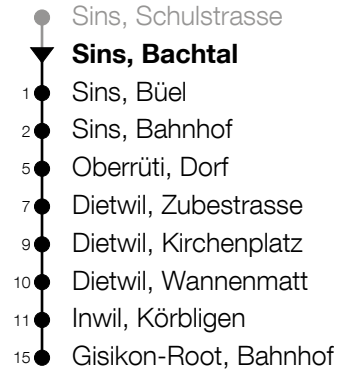 Sins, Schulstrasse
Sins, Bachtal
1 Sins, Büel
2 Sins, Bahnhof
5 Oberrüti, Dorf
7 Dietwil, Zubestrasse
9 Dietwil, Kirchenplatz
10 Dietwil, Wannenmatt
11 Inwil, Körbligen
15 Gisikon-Root, Bahnhof